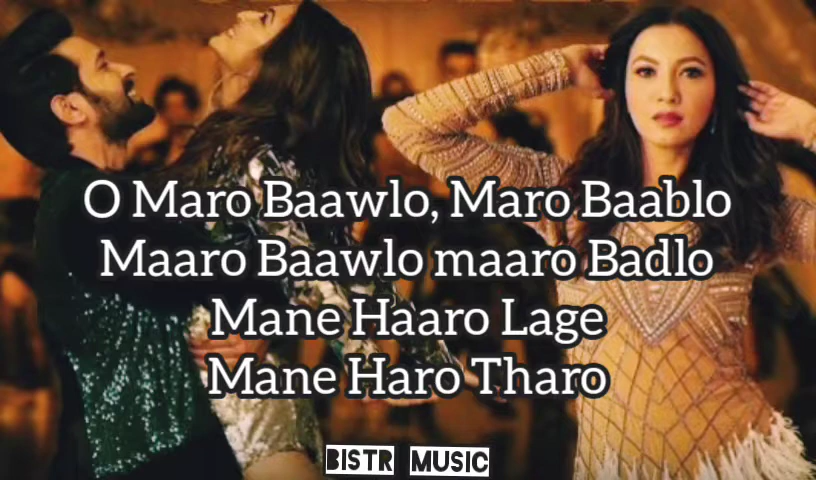 O Maro Baawlo, Maro Baablo
Maaro Baawlo maaro Badlo
Mane Haaro Lage
Mane Haro Tharo
BISTR MUSIC